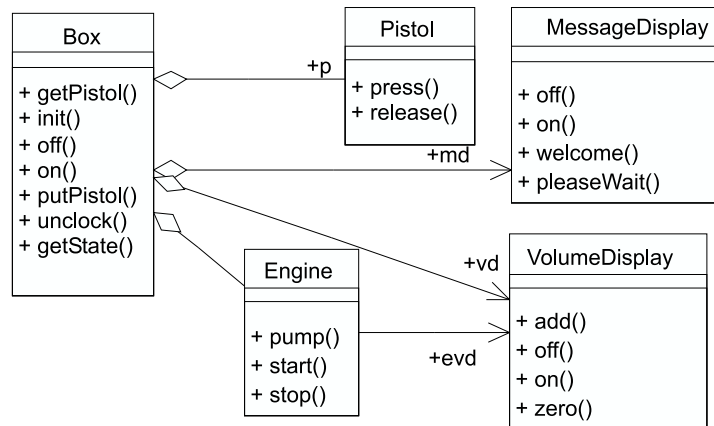 Box
+ getPistol()
+ init()
+ off()
+ on()
+ putPistol()
+ unclock()
+ getState()
+p
Pistol
+ press()
+ release()
+md
MessageDisplay
+ off()
+ on()
+ welcome()
+ pleaseWait()
Engine
+ pump()
+ start()
+ stop()
+vd
+evd
VolumeDisplay
+ add()
+ off()
+ on()
+ zero()